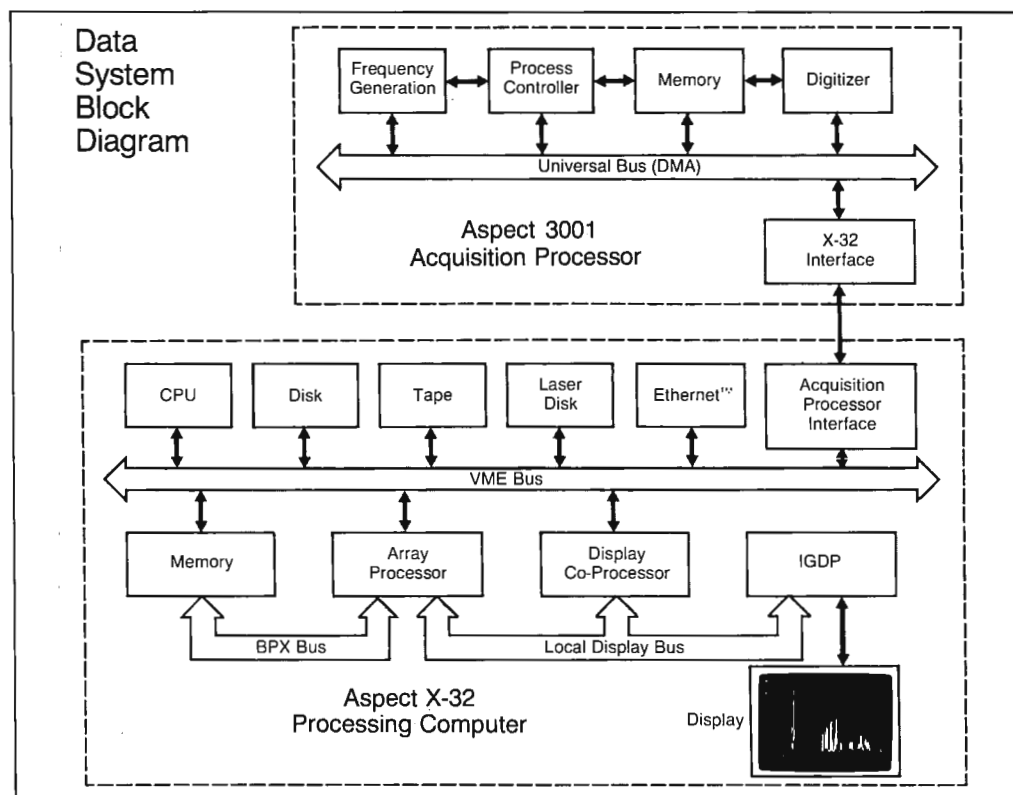 Data
System
Block
Diagram
Frequency
Generation
Process
Controller
Memory
Digitizer
Universal Bus (DMA)
Aspect 3001
Acquisition Processor
X-32
Interface
CPU
Disk
Tape
Laser
Disk
Ethernet™
Acquisition
Processor
Interface
VME Bus
Memory
Array
Processor
Display
Co-Processor
IGDP
BPX Bus
Local Display Bus
Aspect X-32
Processing Computer
Display